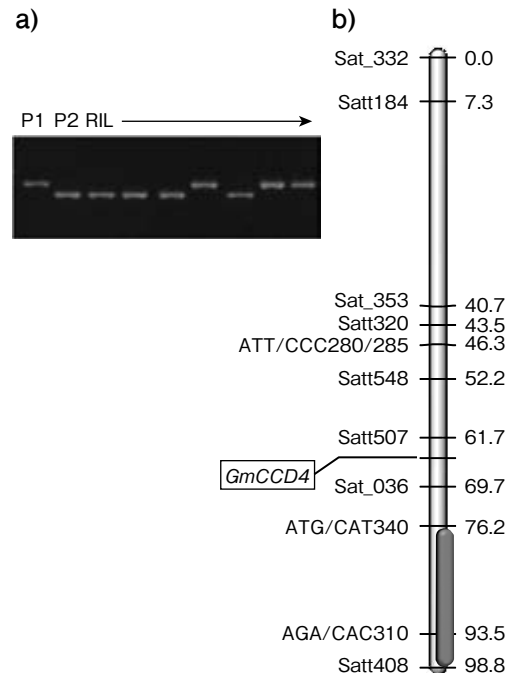 a)
P1 P2 RIL
b)
Sat_332 0.0
Satt184 7.3
Sat_353 40.7
Satt320 43.5
ATT/CCC280/285 46.3
Satt548 52.2
Satt507 61.7
GmCCD4
Sat_036 69.7
ATG/CAT340 76.2
AGA/CAC310 93.5
Satt408 98.8